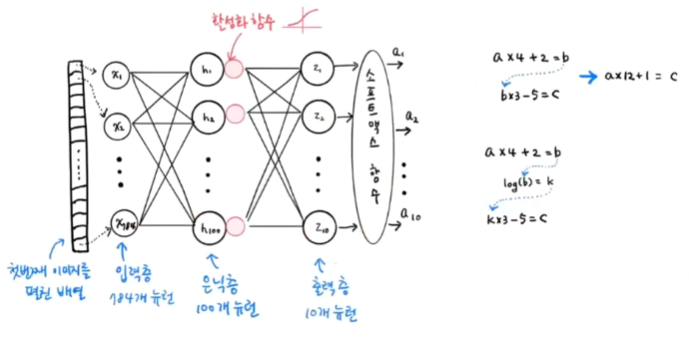 활성화 함수
x₁
x₂
x₇₈₄
h₁
h₂
h₁₀₀
z₁
z₂
z₁₀
소프트맥스 함수
a₁
a₂
a₁₀
첫번째 이미지를
펼친 배열
입력층
784개 뉴런
은닉층
100개 뉴런
출력층
10개 뉴런
a×4+2=b
b×3-5=c
→ a×12+1=c
a×4+2=b
log(b)=k
k×3-5=c